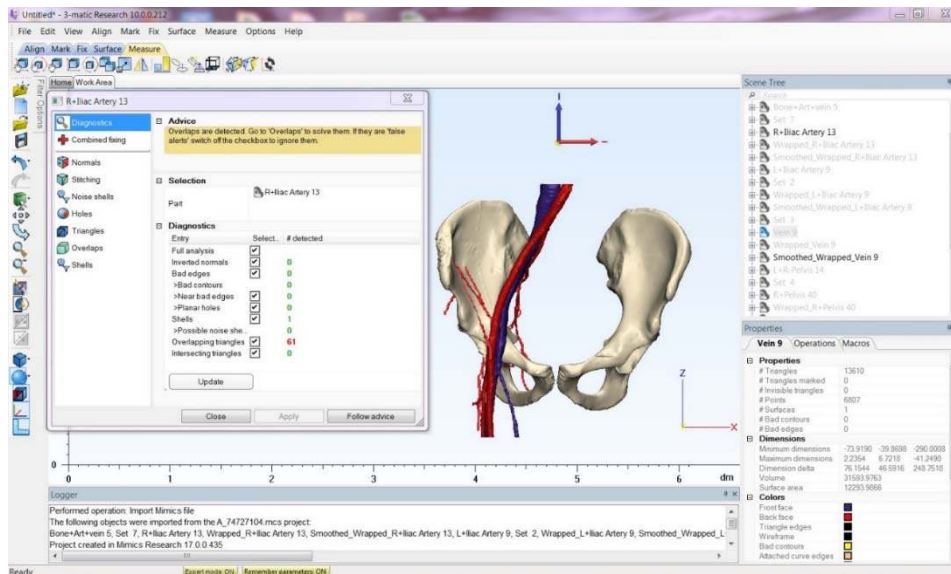 Untitled* - 3-matic Research 10.0.0.212
File Edit View Align Mark Fix Surface Measure Options Help
Align Mark Fix Surface Measure
Home Work Area
Filter Options
R+Iliac Artery 13
Diagnostics
Combined fixing
Normals
Stitching
Noise shells
Holes
Triangles
Overlaps
Shells
Advice
Overlaps are detected. Go to 'Overlaps' to solve them. If they are 'false
alerts' switch off the checkbox to ignore them.
Selection
Part R+Iliac Artery 13
Diagnostics
Entry Select.. # detected
Full analysis
Inverted normals 0
Bad edges 0
>Bad contours 0
>Near bad edges 0
>Planar holes 0
Shells 1
>Possible noise she... 0
Overlapping triangles 61
Intersecting triangles 0
Update
Close Apply Follow advice
Z
X
0
0 1 2 3 4 5 6 dm
Scene Tree
Search
Bone+Art+vein 5
Set 7
R+Iliac Artery 13
Wrapped_R+Iliac Artery 13
Smoothed_Wrapped_R+Iliac Artery 13
L+Iliac Artery 9
Set 2
Wrapped_L+Iliac Artery 9
Smoothed_Wrapped_L+Iliac Artery 9
Set 3
Vein 9
Wrapped_Vein 9
Smoothed_Wrapped_Vein 9
L+R-Pelvis 14
Set 4
R+Pelvis 40
Wrapped_R+Pelvis 40
Properties
Vein 9 Operations Macros
Properties
# Triangles 13610
# Triangles marked 0
# Invisible triangles 0
# Points 6807
# Surfaces 1
# Bad contours 0
# Bad edges 0
Dimensions
Minimum dimensions -73.9190 -39.8698 -290.0008
Maximum dimensions 2.2354 6.7218 -41.2490
Dimension delta 76.1544 46.5916 248.7518
Volume 31593.9763
Surface area 12293.9866
Colors
Front face
Back face
Triangle edges
Wireframe
Bad contours
Attached curve edges
Logger
Performed operation: Import Mimics file
The following objects were imported from the A_74727104.mcs project:
Bone+Art+vein 5, Set 7, R+Iliac Artery 13, Wrapped_R+Iliac Artery 13, Smoothed_Wrapped_R+Iliac Artery 13, L+Iliac Artery 9, Set 2, Wrapped_L+Iliac Artery 9, Smoothed_Wrapped_L
Project created in Mimics Research 17.0.0.435
Ready
Expert mode: ON Remember parameters: ON